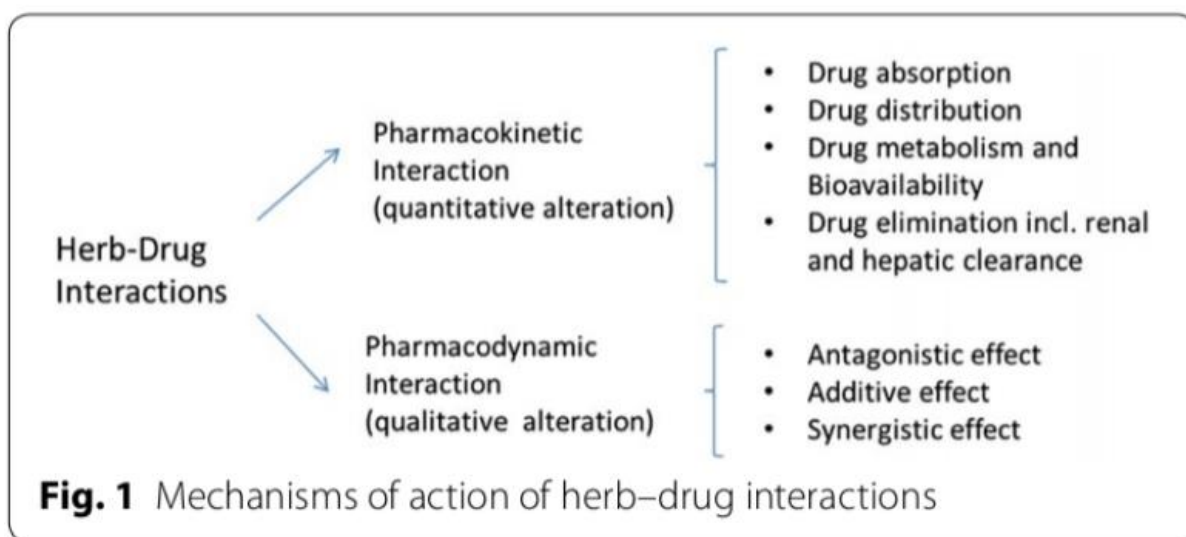 Herb-Drug
Interactions
Pharmacokinetic
Interaction
(quantitative alteration)
• Drug absorption
• Drug distribution
• Drug metabolism and
Bioavailability
• Drug elimination incl. renal
and hepatic clearance
Pharmacodynamic
Interaction
(qualitative alteration)
• Antagonistic effect
• Additive effect
• Synergistic effect
Fig. 1 Mechanisms of action of herb–drug interactions